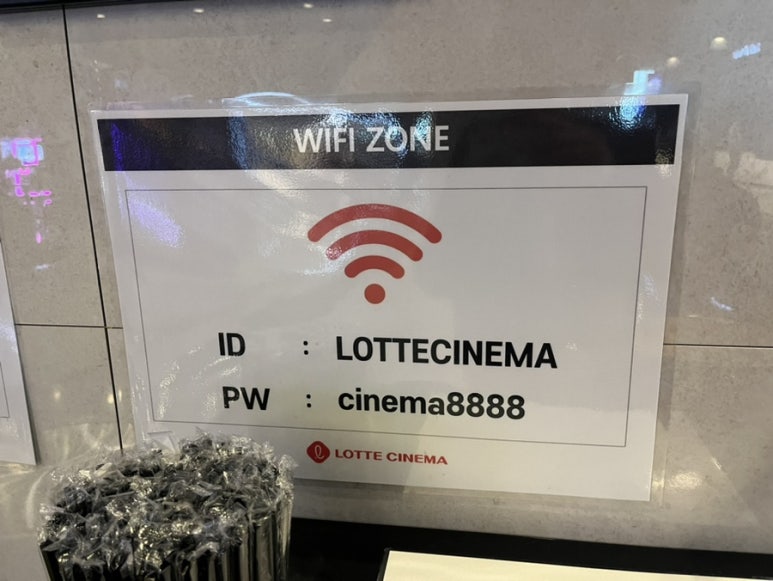 WIFI ZONE
ID : LOTTECINEMA
PW : cinema8888
LOTTE CINEMA